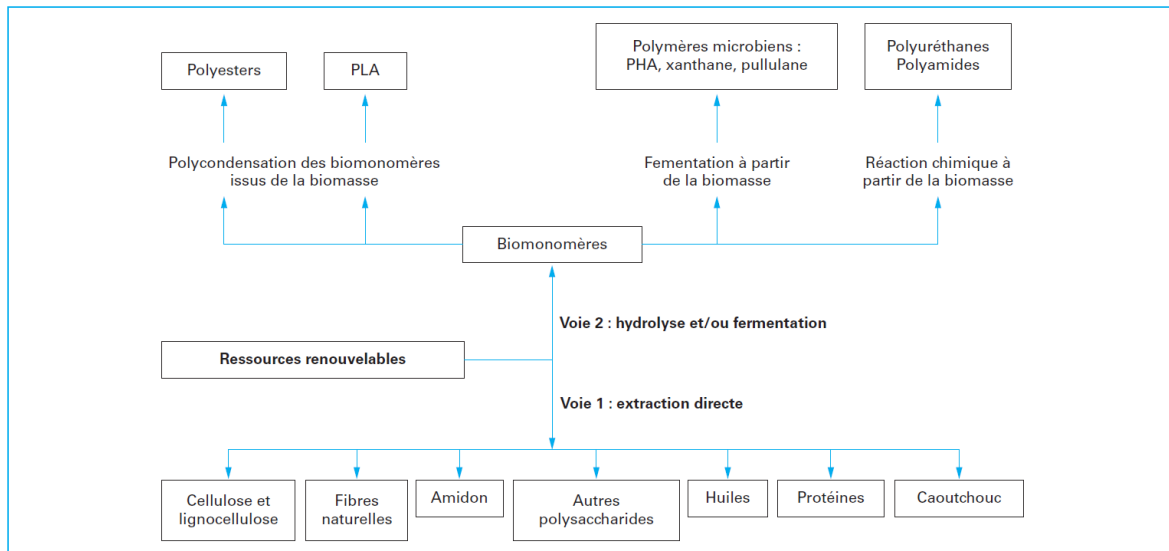 Polyesters
PLA
Polymères microbiens :
PHA, xanthane, pullulane
Polyuréthanes
Polyamides
Polycondensation des biomonomères
issus de la biomasse
Fementation à partir
de la biomasse
Réaction chimique à
partir de la biomasse
Biomonomères
Voie 2 : hydrolyse et/ou fermentation
Ressources renouvelables
Voie 1 : extraction directe
Cellulose et
lignocellulose
Fibres
naturelles
Amidon
Autres
polysaccharides
Huiles
Protéines
Caoutchouc